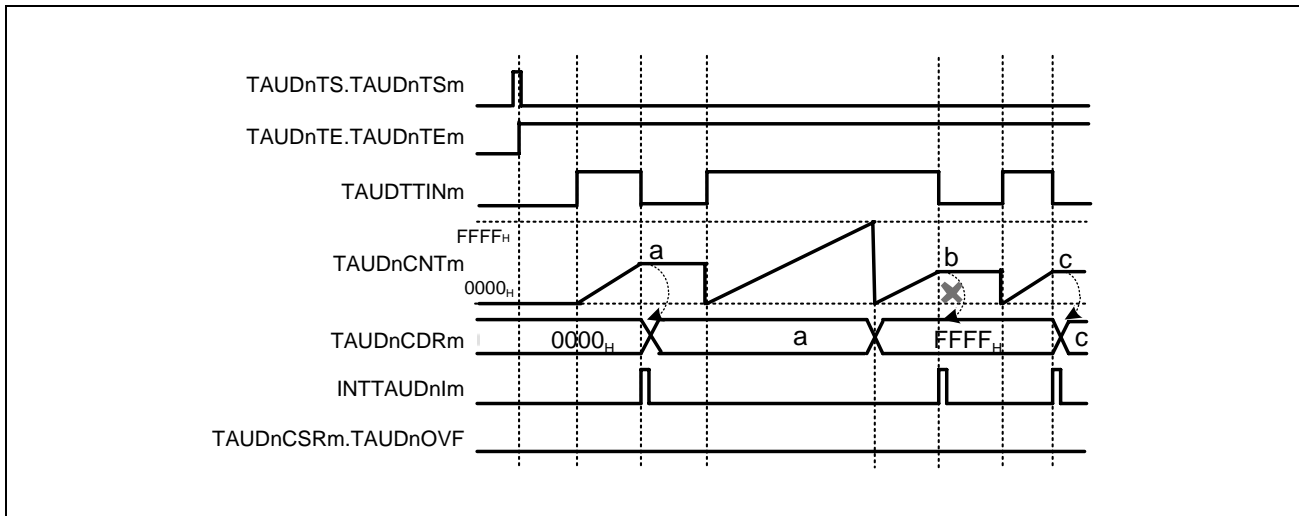 TAUDnTS.TAUDnTSm
TAUDnTE.TAUDnTEm
TAUDTTINm
FFFFH
TAUDnCNTm
0000H
a
b
c
TAUDnCDRm
0000H
a
FFFFH
c
INTTAUDnIm
TAUDnCSRm.TAUDnOVF